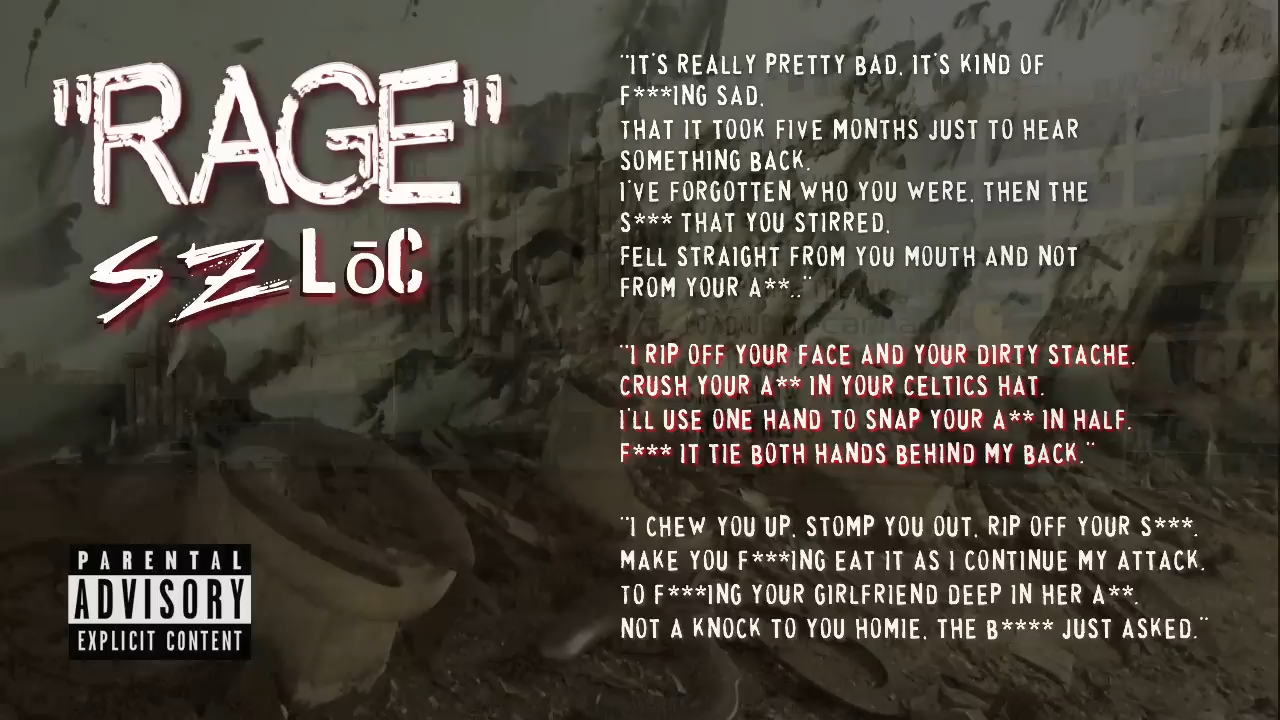 "RAGE"
SZ LōC
"IT'S REALLY PRETTY BAD. IT'S KIND OF
F***ING SAD.
THAT IT TOOK FIVE MONTHS JUST TO HEAR
SOMETHING BACK.
I'VE FORGOTTEN WHO YOU WERE. THEN THE
S*** THAT YOU STIRRED.
FELL STRAIGHT FROM YOU MOUTH AND NOT
FROM YOUR A**.."
"I RIP OFF YOUR FACE AND YOUR DIRTY STACHE.
CRUSH YOUR A** IN YOUR CELTICS HAT.
I'LL USE ONE HAND TO SNAP YOUR A** IN HALF.
F*** IT TIE BOTH HANDS BEHIND MY BACK."
"I CHEW YOU UP. STOMP YOU OUT. RIP OFF YOUR S***.
MAKE YOU F***ING EAT IT AS I CONTINUE MY ATTACK.
TO F***ING YOUR GIRLFRIEND DEEP IN HER A**.
NOT A KNOCK TO YOU HOMIE. THE B**** JUST ASKED."
PARENTAL
ADVISORY
EXPLICIT CONTENT